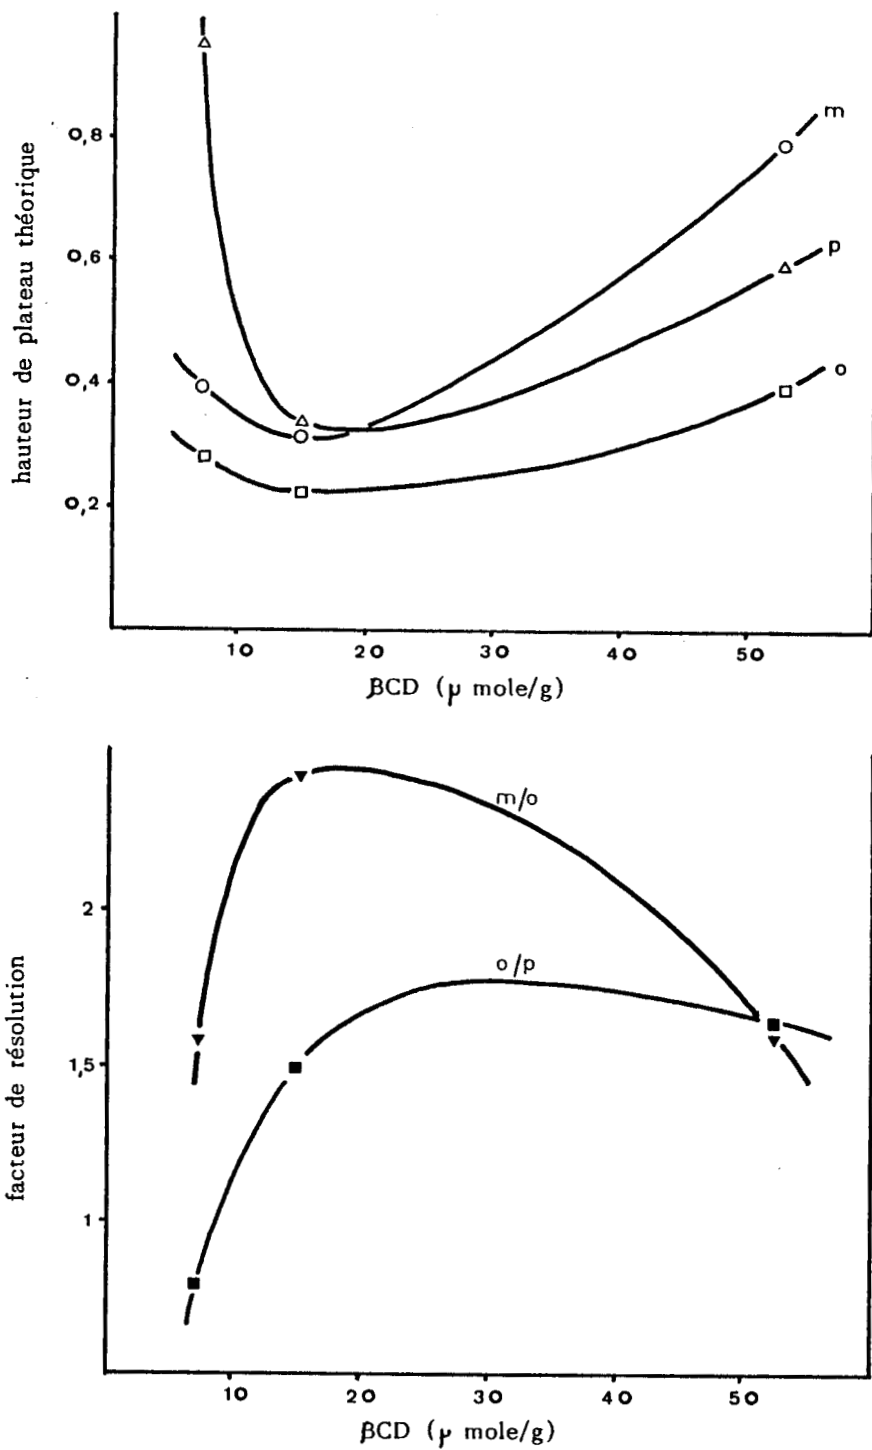 hauteur de plateau théorique
0,8
0,6
0,4
0,2
m
p
o
10 20 30 40 50
βCD (μ mole/g)
facteur de résolution
2
1,5
1
m/o
o/p
10 20 30 40 50
βCD (μ mole/g)